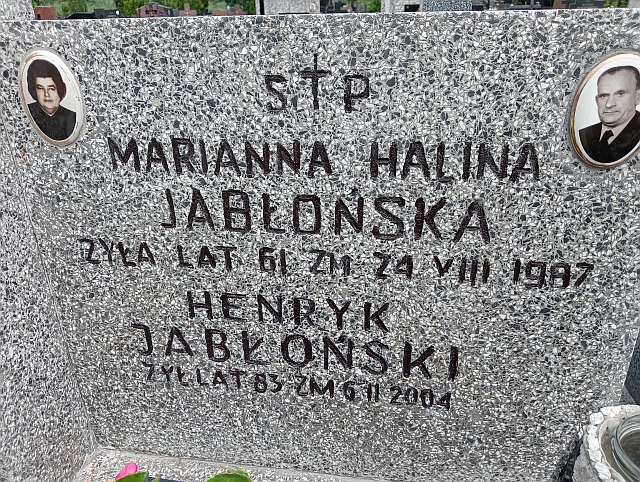 S†P
MARIANNA HALINA
JABŁOŃSKA
ŻYŁA LAT 61 ZM 24 VIII 1987
HENRYK
JABŁOŃSKI
ŻYŁ LAT 83 ZM 6 II 2004